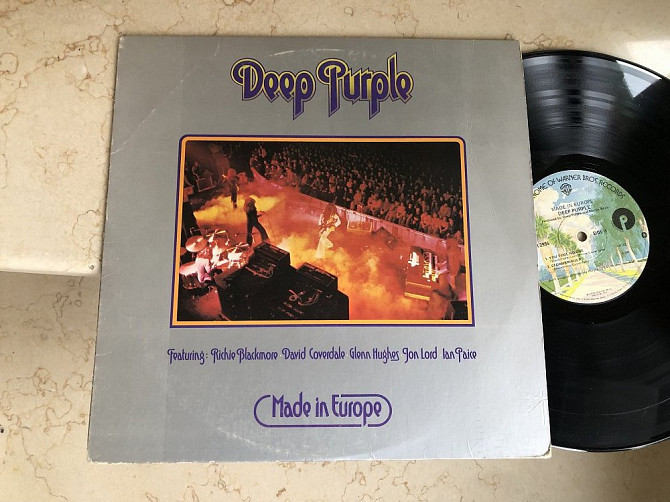 Deep Purple
Featuring: Richie Blackmore David Coverdale Glenn Hughes Jon Lord Ian Paice
Made in Europe
HOME OF WARNER BROS. RECORDS
MADE IN EUROPE
DEEP PURPLE